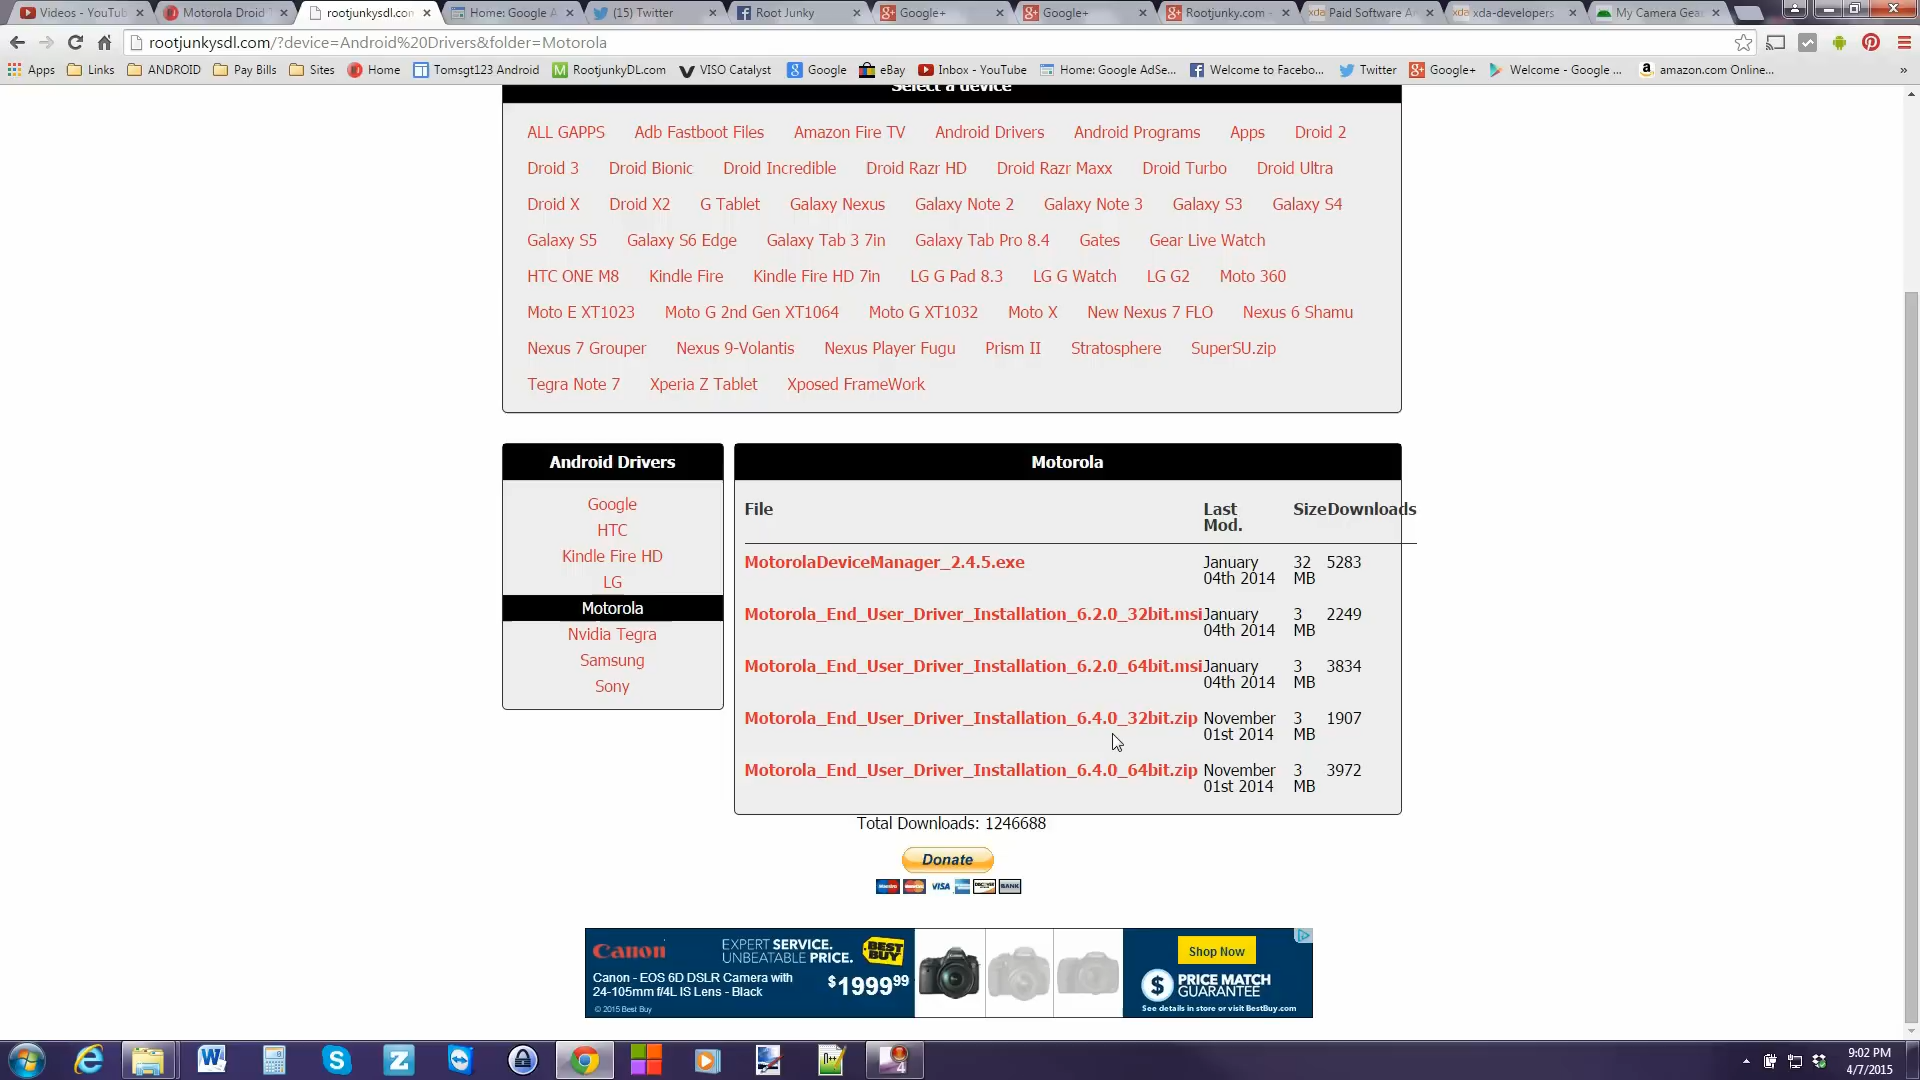 Videos - YouTub
Motorola Droid
rootjunkysdl.com
Home: Google A
(15) Twitter
Root Junky
Google+
Google+
Rootjunky.com -
Paid Software A
xda-developers
My Camera Gea
rootjunkysdl.com/?device=Android%20Drivers&folder=Motorola
Apps Links ANDROID Pay Bills Sites Home Tomsgt123 Android RootjunkyDL.com VISO Catalyst Google eBay Inbox - YouTube Home: Google AdSe... Welcome to Facebo... Twitter Google+ Welcome - Google ... amazon.com Online... »
Select a device
ALL GAPPS Adb Fastboot Files Amazon Fire TV Android Drivers Android Programs Apps Droid 2
Droid 3 Droid Bionic Droid Incredible Droid Razr HD Droid Razr Maxx Droid Turbo Droid Ultra
Droid X Droid X2 G Tablet Galaxy Nexus Galaxy Note 2 Galaxy Note 3 Galaxy S3 Galaxy S4
Galaxy S5 Galaxy S6 Edge Galaxy Tab 3 7in Galaxy Tab Pro 8.4 Gates Gear Live Watch
HTC ONE M8 Kindle Fire Kindle Fire HD 7in LG G Pad 8.3 LG G Watch LG G2 Moto 360
Moto E XT1023 Moto G 2nd Gen XT1064 Moto G XT1032 Moto X New Nexus 7 FLO Nexus 6 Shamu
Nexus 7 Grouper Nexus 9-Volantis Nexus Player Fugu Prism II Stratosphere SuperSU.zip
Tegra Note 7 Xperia Z Tablet Xposed FrameWork
Android Drivers
Google
HTC
Kindle Fire HD
LG
Motorola
Nvidia Tegra
Samsung
Sony
Motorola
File Last Mod. Size Downloads
MotorolaDeviceManager_2.4.5.exe January 04th 2014 32 MB 5283
Motorola_End_User_Driver_Installation_6.2.0_32bit.msi January 04th 2014 3 MB 2249
Motorola_End_User_Driver_Installation_6.2.0_64bit.msi January 04th 2014 3 MB 3834
Motorola_End_User_Driver_Installation_6.4.0_32bit.zip November 01st 2014 3 MB 1907
Motorola_End_User_Driver_Installation_6.4.0_64bit.zip November 01st 2014 3 MB 3972
Total Downloads: 1246688
Donate
VISA BANK
Canon
EXPERT SERVICE.
UNBEATABLE PRICE.
BEST BUY
Canon - EOS 6D DSLR Camera with
24-105mm f/4L IS Lens - Black
$1999 99
© 2015 Best Buy
Shop Now
$ PRICE MATCH
GUARANTEE
See details in store or visit BestBuy.com
9:02 PM
4/7/2015